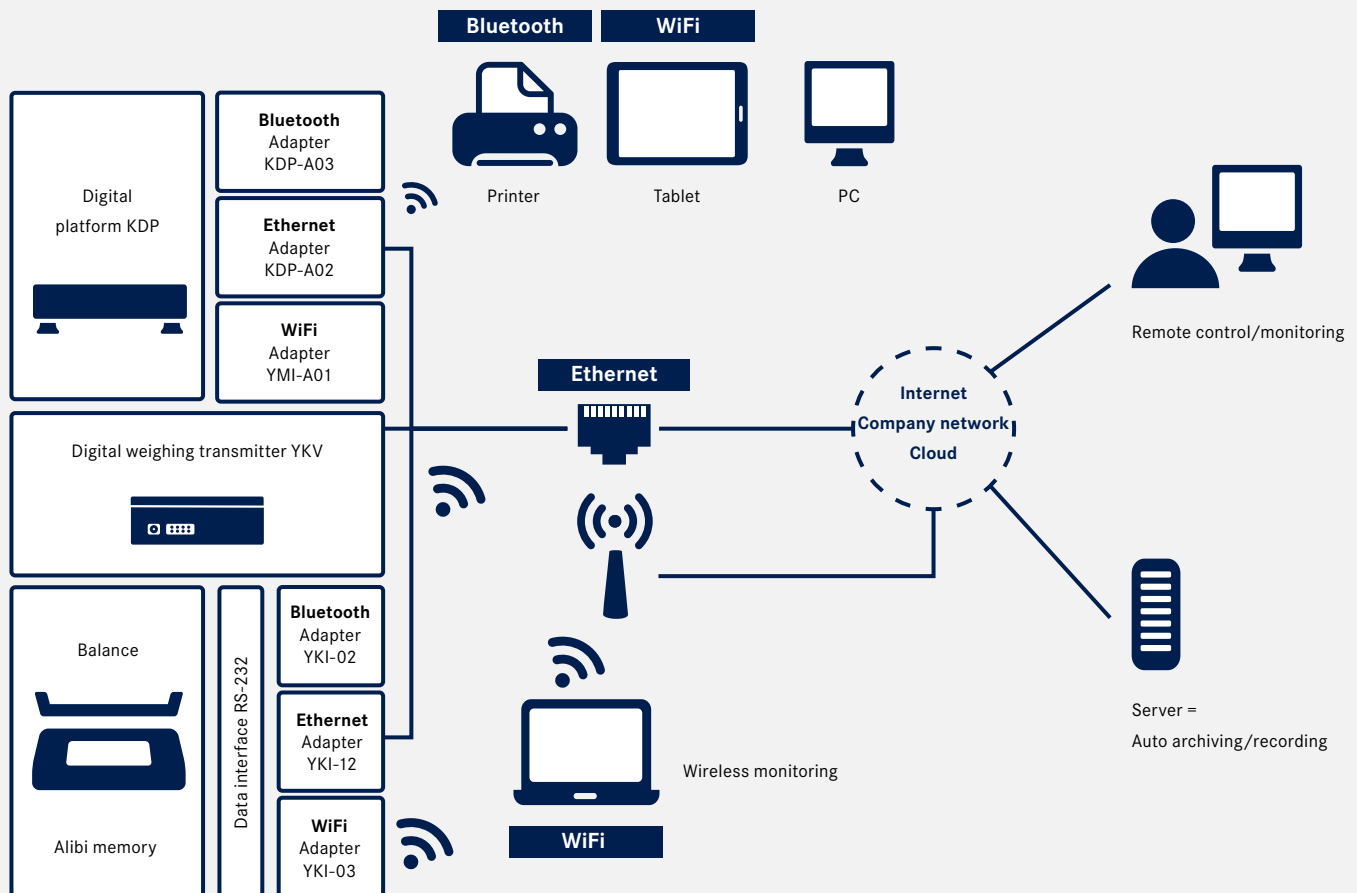 Bluetooth
WiFi
Printer
Tablet
PC
Digital
platform KDP
Bluetooth
Adapter
KDP-A03
Ethernet
Adapter
KDP-A02
WiFi
Adapter
YMI-A01
Digital weighing transmitter YKV
Balance
Alibi memory
Data interface RS-232
Bluetooth
Adapter
YKI-02
Ethernet
Adapter
YKI-12
WiFi
Adapter
YKI-03
Ethernet
Wireless monitoring
WiFi
Internet
Company network
Cloud
Remote control/monitoring
Server =
Auto archiving/recording